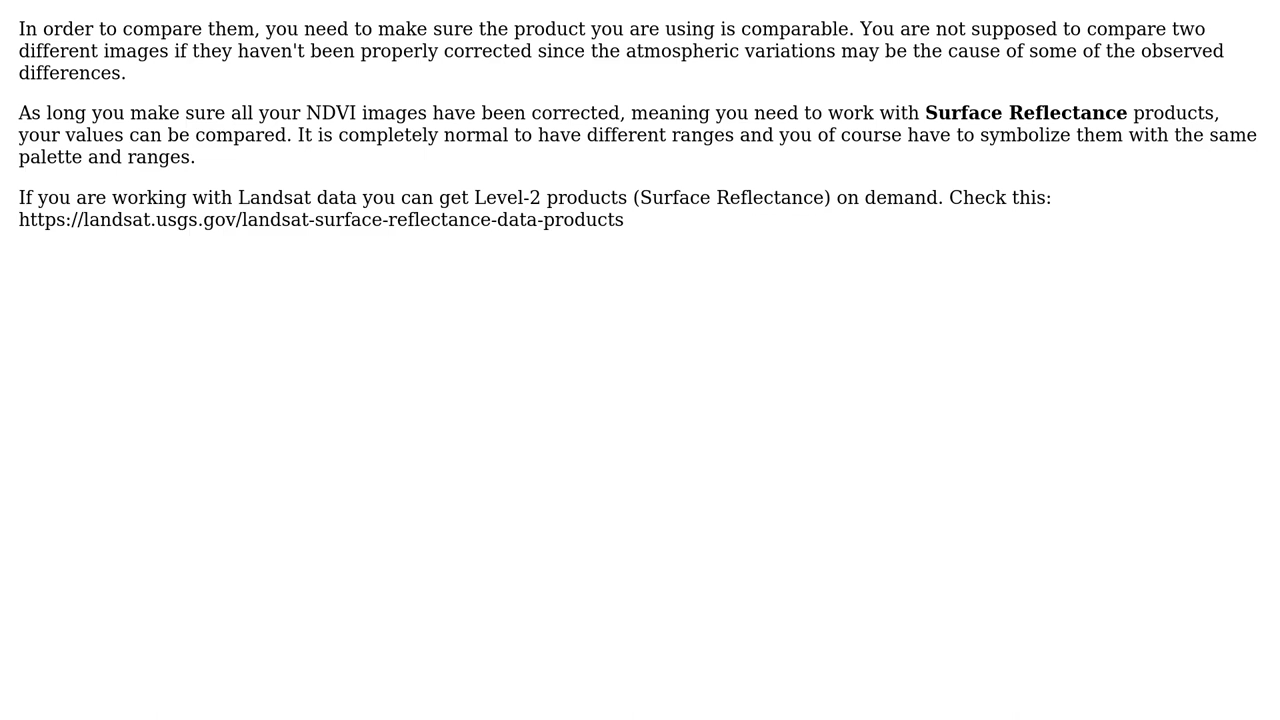 In order to compare them, you need to make sure the product you are using is comparable. You are not supposed to compare two
different images if they haven't been properly corrected since the atmospheric variations may be the cause of some of the observed
differences.
As long you make sure all your NDVI images have been corrected, meaning you need to work with Surface Reflectance products,
your values can be compared. It is completely normal to have different ranges and you of course have to symbolize them with the same
palette and ranges.
If you are working with Landsat data you can get Level-2 products (Surface Reflectance) on demand. Check this:
https://landsat.usgs.gov/landsat-surface-reflectance-data-products